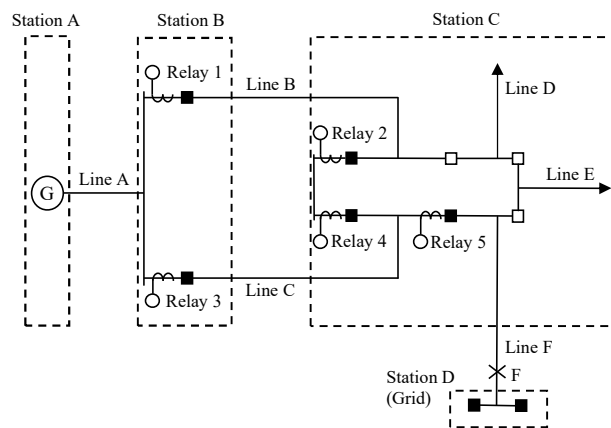 Station A
Station B
Station C
Relay 1
Line B
Line D
Relay 2
Line A
G
Line E
Relay 4
Relay 5
Relay 3
Line C
Line F
Station D
(Grid)
F